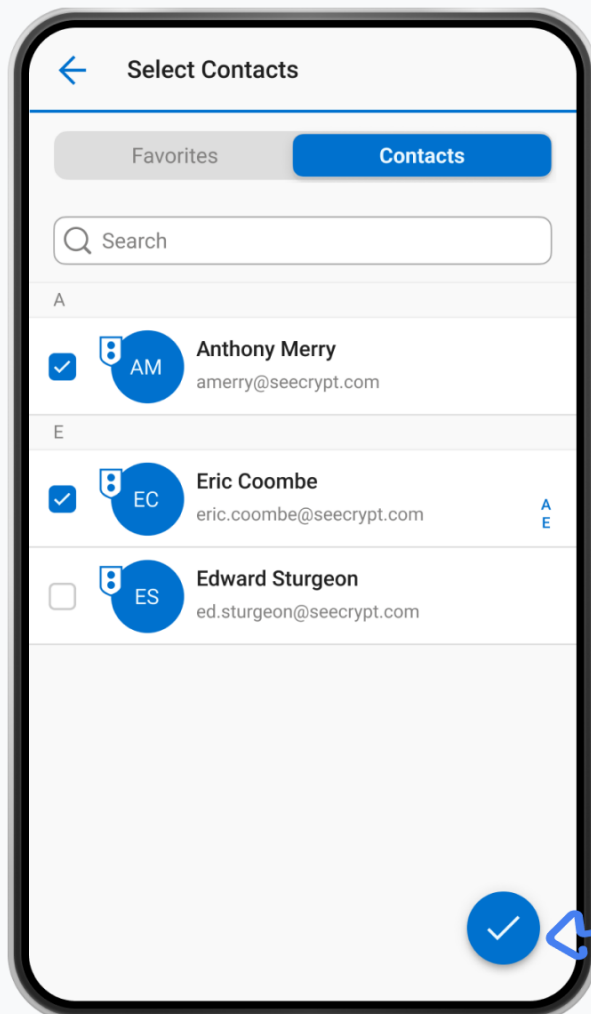 Select Contacts
Favorites
Contacts
Search
A
AM
Anthony Merry
amerry@seecrypt.com
E
EC
Eric Coombe
eric.coombe@seecrypt.com
A
E
ES
Edward Sturgeon
ed.sturgeon@seecrypt.com